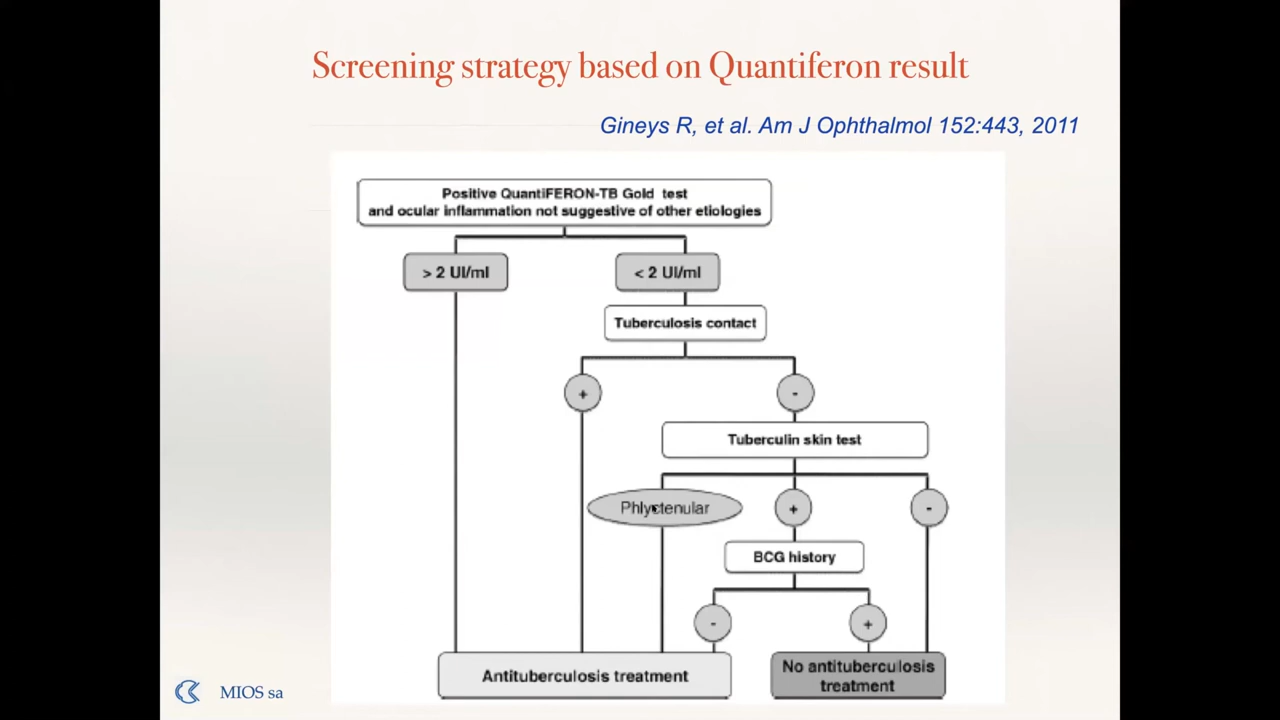 Screening strategy based on Quantiferon result
Gineys R, et al. Am J Ophthalmol 152:443, 2011
Positive QuantiFERON-TB Gold test
and ocular inflammation not suggestive of other etiologies
> 2 UI/ml
< 2 UI/ml
Tuberculosis contact
+
-
Tuberculin skin test
Phlyctenular
+
-
BCG history
-
+
Antituberculosis treatment
No antituberculosis
treatment
MIOS sa